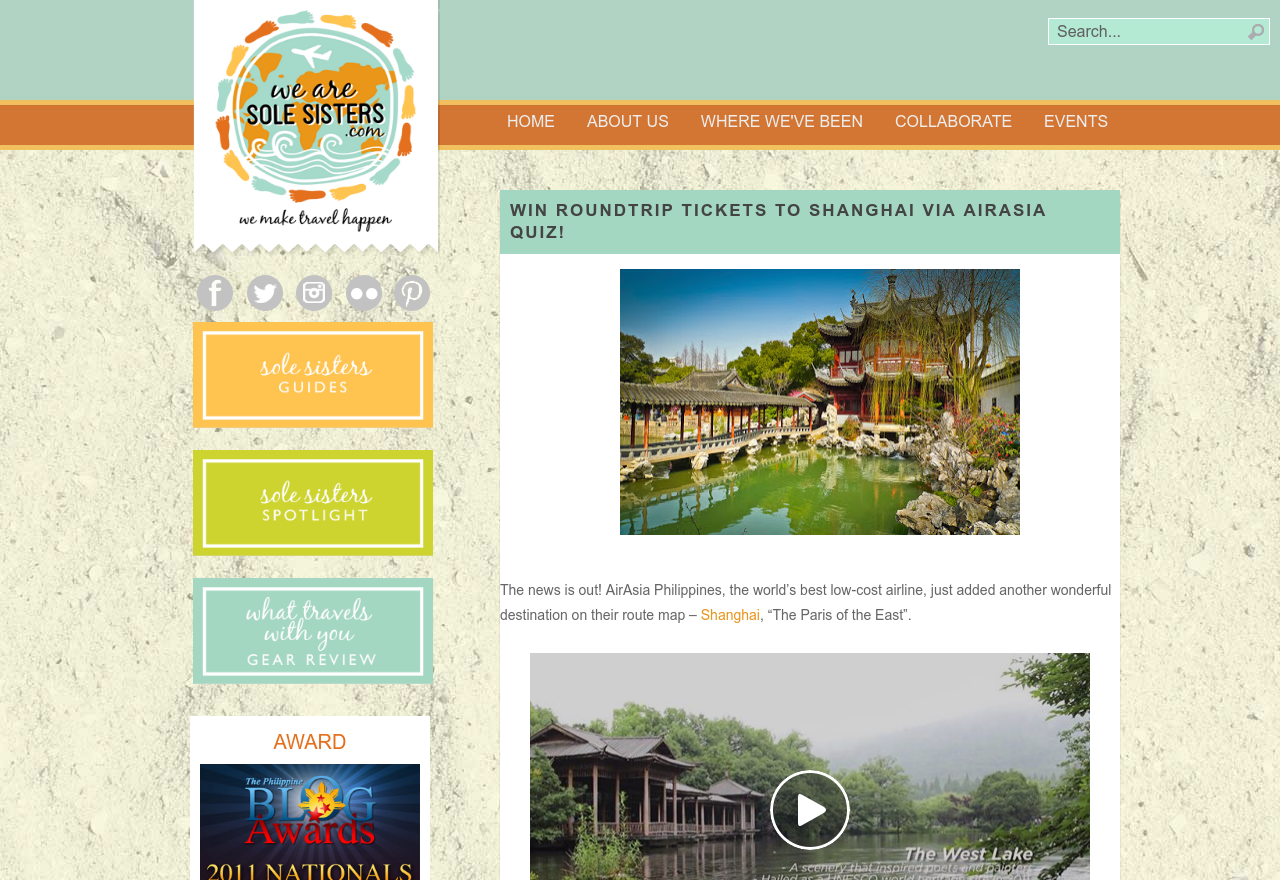 we are
SOLE SISTERS
.com
we make travel happen
Search...
HOME ABOUT US WHERE WE'VE BEEN COLLABORATE EVENTS
sole sisters
GUIDES
sole sisters
SPOTLIGHT
what travels
with you
GEAR REVIEW
AWARD
The Philippine
BLOG
Awards
2011 NATIONALS
WIN ROUNDTRIP TICKETS TO SHANGHAI VIA AIRASIA
QUIZ!
The news is out! AirAsia Philippines, the world’s best low-cost airline, just added another wonderful
destination on their route map – Shanghai, “The Paris of the East”.
The West Lake
- A scenery that inspired poets and painters
- Hailed as a UNESCO world heritage site